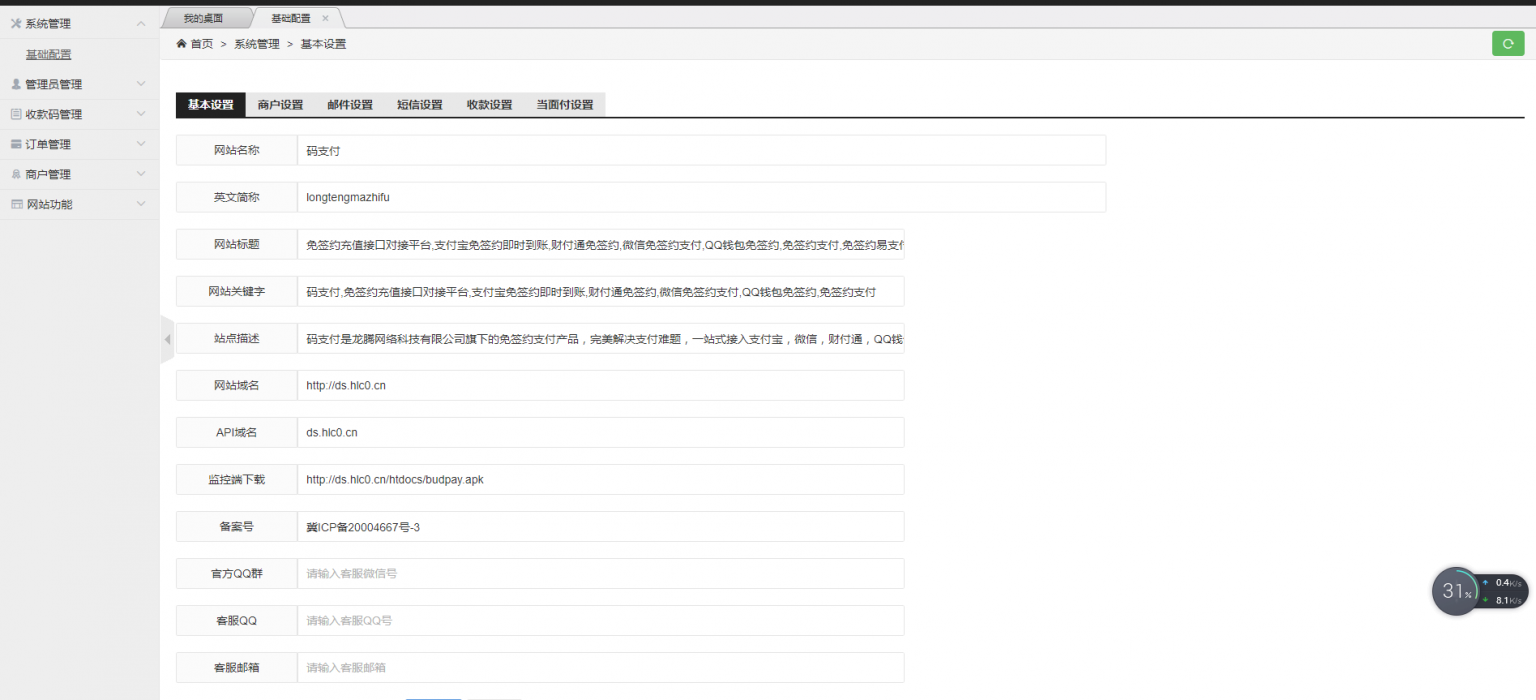 系统管理
基础配置
管理员管理
收款码管理
订单管理
商户管理
网站功能
我的桌面
基础配置 ×
首页 > 系统管理 > 基本设置
基本设置 商户设置 邮件设置 短信设置 收款设置 当面付设置
网站名称 码支付
英文简称 longtengmazhifu
网站标题 免签约充值接口对接平台,支付宝免签约即时到账,财付通免签约,微信免签约支付,QQ钱包免签约,免签约支付,免签约易支付
网站关键字 码支付,免签约充值接口对接平台,支付宝免签约即时到账,财付通免签约,微信免签约支付,QQ钱包免签约,免签约支付
站点描述 码支付是龙腾网络科技有限公司旗下的免签约支付产品，完美解决支付难题，一站式接入支付宝，微信，财付通，QQ钱
网站域名 http://ds.hlc0.cn
API域名 ds.hlc0.cn
监控端下载 http://ds.hlc0.cn/htdocs/budpay.apk
备案号 冀ICP备20004667号-3
官方QQ群 请输入客服微信号
客服QQ 请输入客服QQ号
客服邮箱 请输入客服邮箱
31%
0.4K/s
8.1K/s